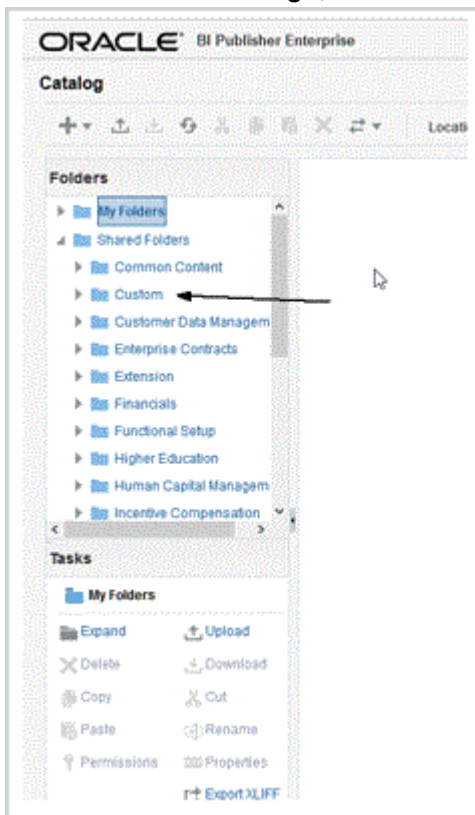 ORACLE BI Publisher Enterprise
Catalog
Locati
Folders
My Folders
Shared Folders
Common Content
Custom
Customer Data Managem
Enterprise Contracts
Extension
Financials
Functional Setup
Higher Education
Human Capital Managem
Incentive Compensation
Tasks
My Folders
Expand Upload
Delete Download
Copy Cut
Paste Rename
Permissions Properties
Export XLIFF